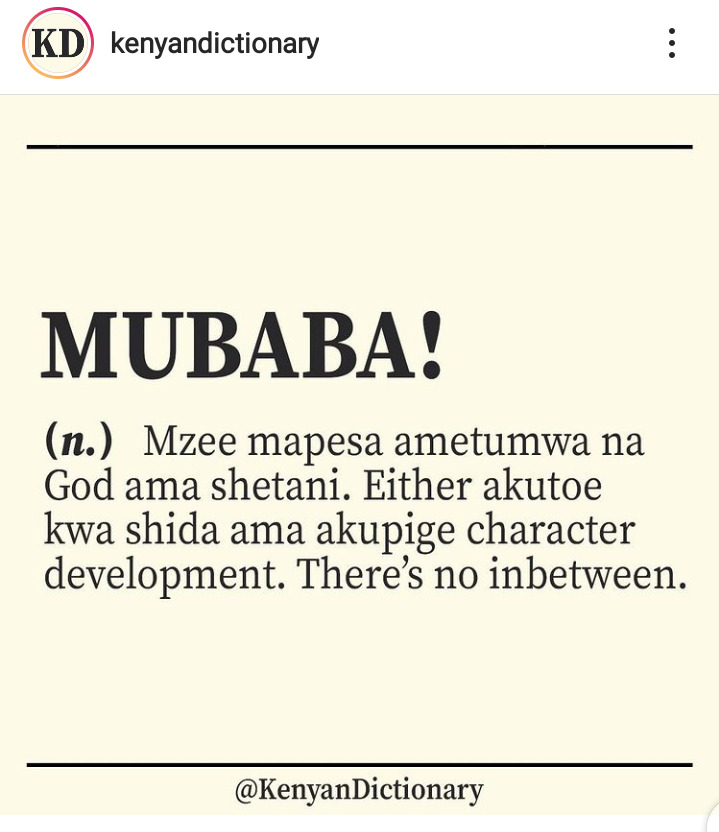 KD kenyandictionary
MUBABA!
(n.) Mzee mapesa ametumwa na
God ama shetani. Either akutoe
kwa shida ama akupige character
development. There's no inbetween.
@KenyanDictionary